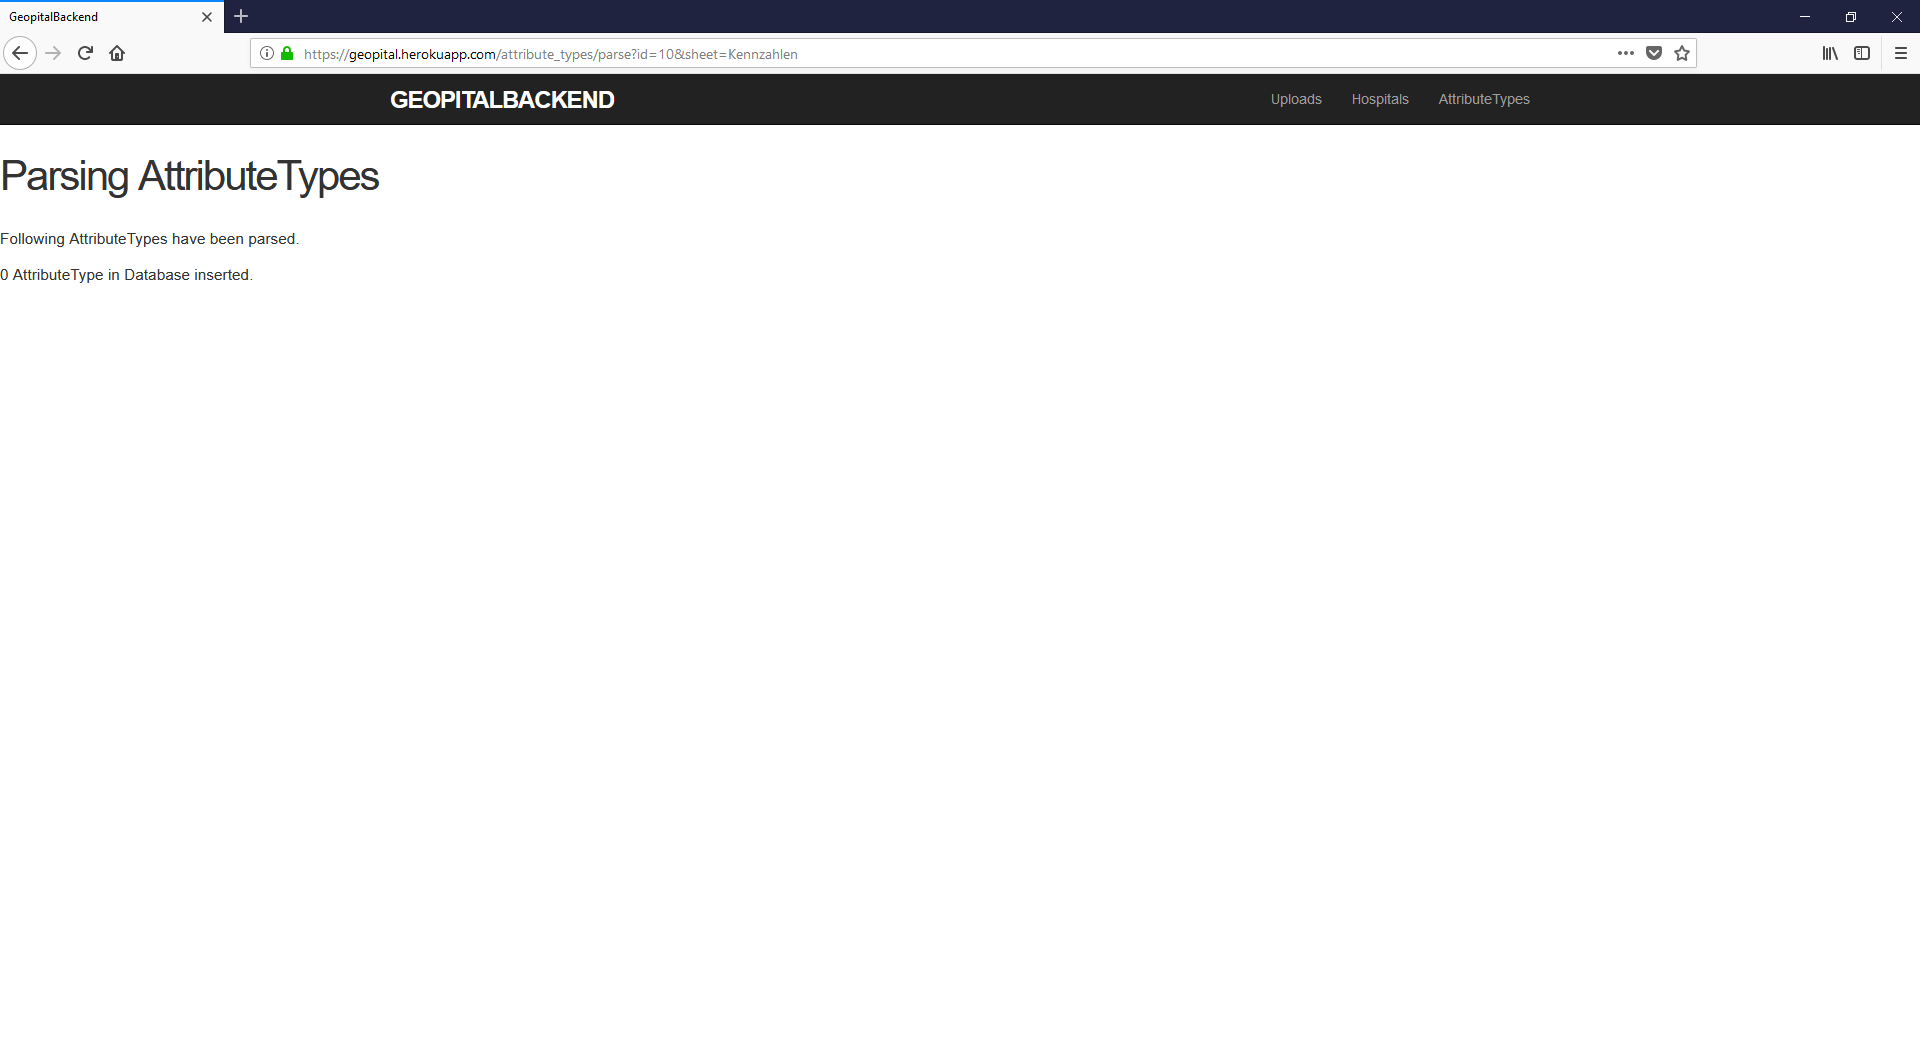 GeopitalBackend
https://geopital.herokuapp.com/attribute_types/parse?id=10&sheet=Kennzahlen
GEOPITALBACKEND
Uploads
Hospitals
AttributeTypes
Parsing AttributeTypes
Following AttributeTypes have been parsed.
0 AttributeType in Database inserted.